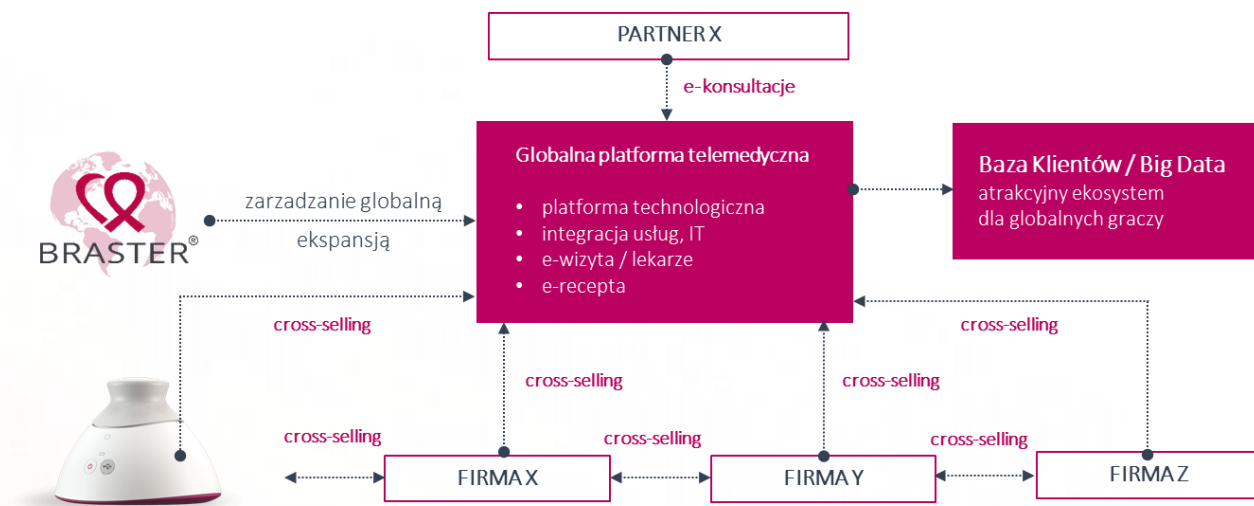 PARTNER X
e-konsultacje
Globalna platforma telemedyczna
• platforma technologiczna
• integracja usług, IT
• e-wizyta / lekarze
• e-recepta
Baza Klientów / Big Data
atrakcyjny ekosystem
dla globalnych graczy
zarzadzanie globalną
ekspansją
BRASTER®
cross-selling
cross-selling
cross-selling
cross-selling
cross-selling
cross-selling
cross-selling
FIRMA X
FIRMA Y
FIRMA Z